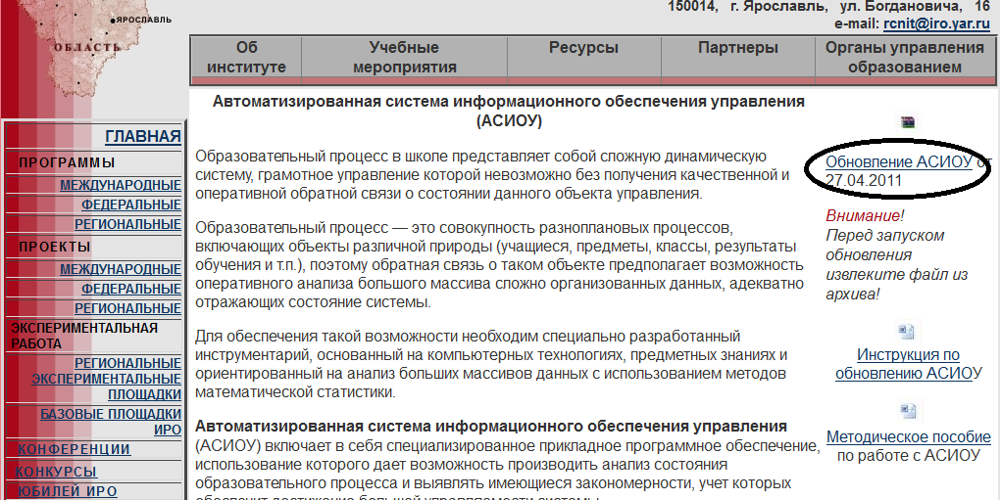 150014, г. Ярославль, ул. Богдановича, 16
e-mail: rcnit@iro.yar.ru
ЯРОСЛАВЛЬ
ОБЛАСТЬ
Об институте
Учебные мероприятия
Ресурсы
Партнеры
Органы управления образованием
ГЛАВНАЯ
ПРОГРАММЫ
МЕЖДУНАРОДНЫЕ
ФЕДЕРАЛЬНЫЕ
РЕГИОНАЛЬНЫЕ
ПРОЕКТЫ
МЕЖДУНАРОДНЫЕ
ФЕДЕРАЛЬНЫЕ
РЕГИОНАЛЬНЫЕ
ЭКСПЕРИМЕНТАЛЬНАЯ
РАБОТА
РЕГИОНАЛЬНЫЕ
ЭКСПЕРИМЕНТАЛЬНЫЕ
ПЛОЩАДКИ
БАЗОВЫЕ ПЛОЩАДКИ
ИРО
КОНФЕРЕНЦИИ
КОНКУРСЫ
ЮБИЛЕЙ ИРО
Автоматизированная система информационного обеспечения управления
(АСИОУ)
Образовательный процесс в школе представляет собой сложную динамическую
систему, грамотное управление которой невозможно без получения качественной и
оперативной обратной связи о состоянии данного объекта управления.
Образовательный процесс — это совокупность разноплановых процессов,
включающих объекты различной природы (учащиеся, предметы, классы, результаты
обучения и т.п.), поэтому обратная связь о таком объекте предполагает возможность
оперативного анализа большого массива сложно организованных данных, адекватно
отражающих состояние системы.
Для обеспечения такой возможности необходим специально разработанный
инструментарий, основанный на компьютерных технологиях, предметных знаниях и
ориентированный на анализ больших массивов данных с использованием методов
математической статистики.
Автоматизированная система информационного обеспечения управления
(АСИОУ) включает в себя специализированное прикладное программное обеспечение,
использование которого дает возможность производить анализ состояния
образовательного процесса и выявлять имеющиеся закономерности, учет которых
обеспечит достижение большей управляемости системы.
Обновление АСИОУ от
27.04.2011
Внимание!
Перед запуском
обновления
извлеките файл из
архива!
Инструкция по
обновлению АСИОУ
Методическое пособие
по работе с АСИОУ